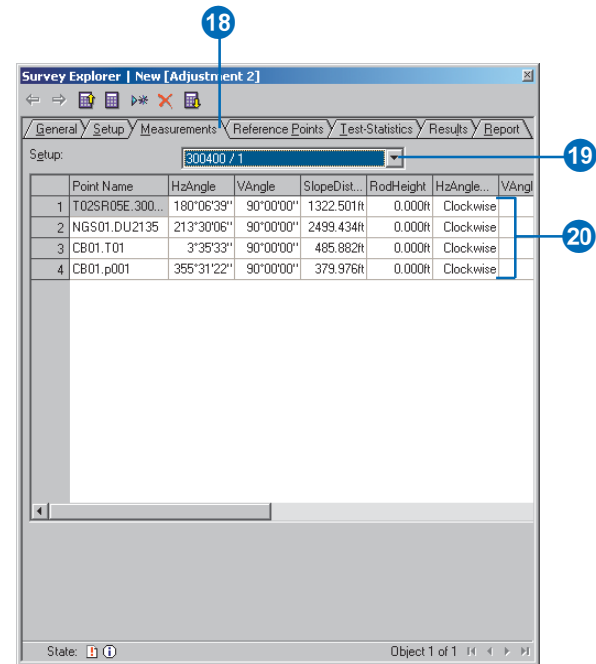 18
Survey Explorer | New [Adjustment 2]
General Setup Measurements Reference Points Test-Statistics Results Report
Setup: 300400 / 1
19
Point Name HzAngle VAngle SlopeDist... RodHeight HzAngle... VAngl
1 T02SR05E.300... 180°06'39" 90°00'00" 1322.501ft 0.000ft Clockwise
2 NGS01.DU2135 213°30'06" 90°00'00" 2499.434ft 0.000ft Clockwise
20
3 CB01.T01 3°35'33" 90°00'00" 485.882ft 0.000ft Clockwise
4 CB01.p001 355°31'22" 90°00'00" 379.976ft 0.000ft Clockwise
State: Object 1 of 1